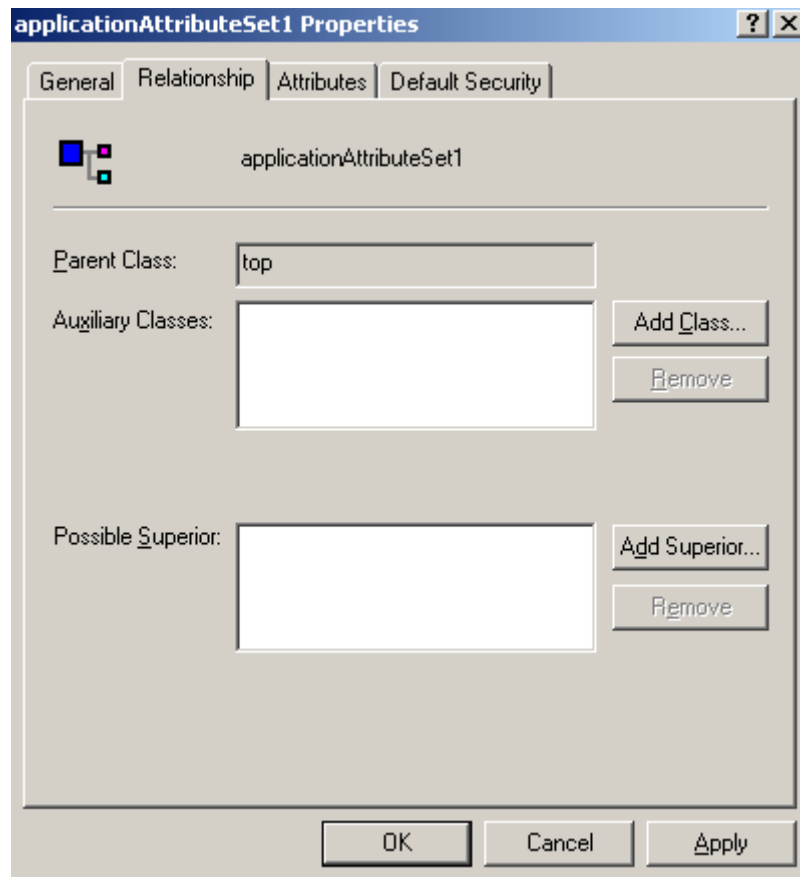 applicationAttributeSet1 Properties ? X
General Relationship Attributes Default Security
applicationAttributeSet1
Parent Class: top
Auxiliary Classes: Add Class...
Remove
Possible Superior: Add Superior...
Remove
OK Cancel Apply